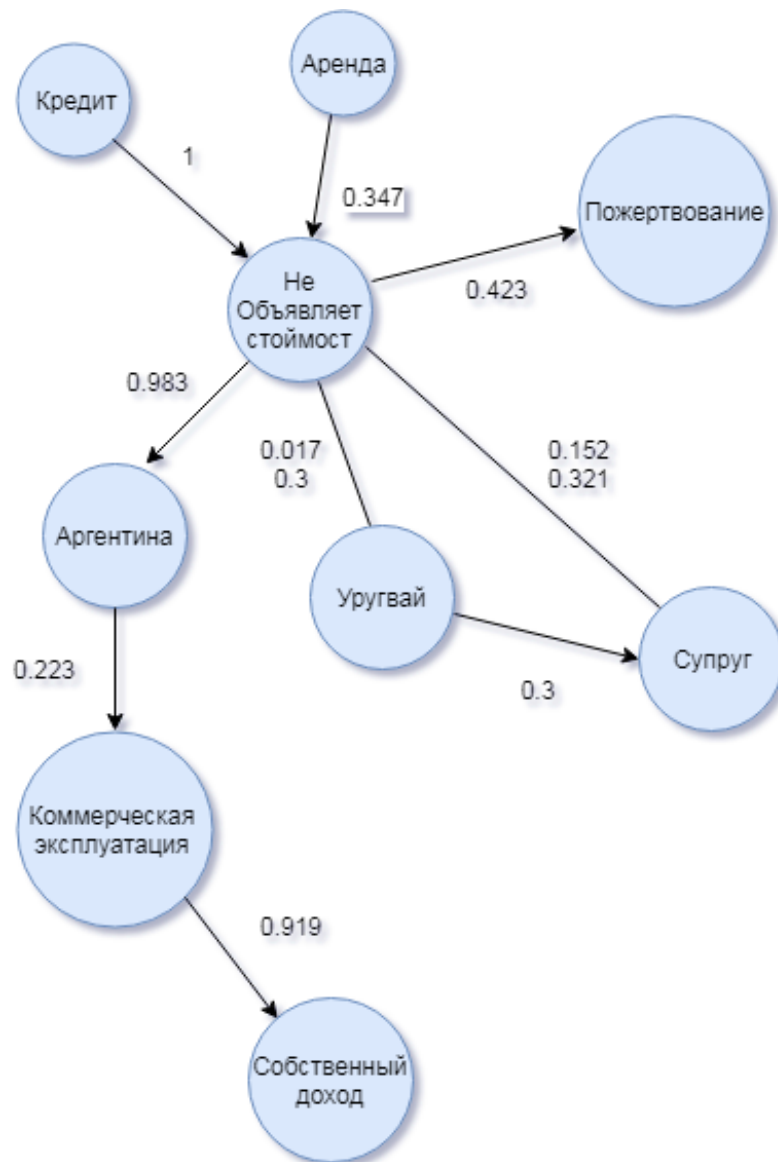 Аренда
Кредит
1
0.347
Пожертвование
Не
Объявляет
стоймост
0.423
0.983
0.017
0.3
0.152
0.321
Аргентина
Уругвай
Супруг
0.223
0.3
Коммерческая
эксплуатация
0.919
Собственный
доход